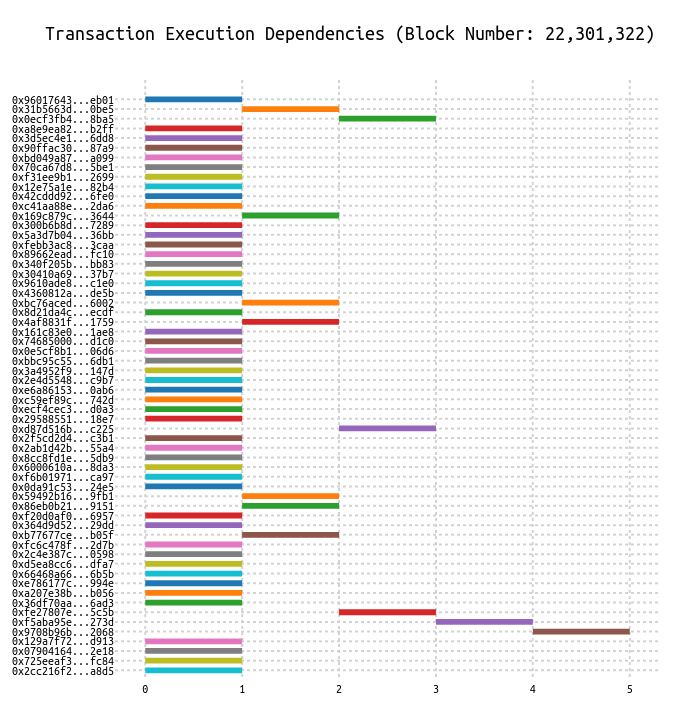 Transaction Execution Dependencies (Block Number: 22,301,322)
0x96017643...eb01
0x31b5663d...0be5
0x0ecf3fb4...8ba5
0xa8e9ea82...b2ff
0x3d5ec4e1...6dd8
0x90ffac30...87a9
0xbd049a87...a099
0x70ca67d8...5be1
0xf31ee9b1...2699
0x12e75a1e...82b4
0x42cddd92...6fe0
0xc41aa88e...2da6
0x169c879c...3644
0x300b6b8d...7289
0x5a3d7b04...36bb
0xfebb3ac8...3caa
0x89662ead...fc10
0x340f205b...bb83
0x30410a69...37b7
0x9610ade8...c1e0
0x4360812a...de5b
0xbc76aced...6002
0x8d21da4c...ecdf
0x4af8831f...1759
0x161c83e0...1ae8
0x74685000...d1c0
0x0e5cf8b1...06d6
0xbbc95c55...6db1
0x3a4952f9...147d
0x2e4d5548...c9b7
0xe6a86153...0ab6
0xc59ef89c...742d
0xecf4cec3...d0a3
0x29588551...18e7
0xd87d516b...c225
0x2f5cd2d4...c3b1
0x2ab1d42b...55a4
0x8cc8fd1e...5db9
0x6000610a...8da3
0xf6b01971...ca97
0x0da91c53...24e5
0x59492b16...9fb1
0x86eb0b21...9151
0xf20d0af0...6957
0x364d9d52...29dd
0xb77677ce...b05f
0xfc6c478f...2d7b
0x2c4e387c...0598
0xd5ea8cc6...dfa7
0x66468a66...6b5b
0xe786177c...994e
0xa207e38b...b056
0x36df70aa...6ad3
0xfe27807e...5c5b
0xf5aba95e...273d
0x9708b96b...2068
0x129a7f72...d913
0x07904164...2e18
0x725eeaf3...fc84
0x2cc216f2...a8d5
0 1 2 3 4 5